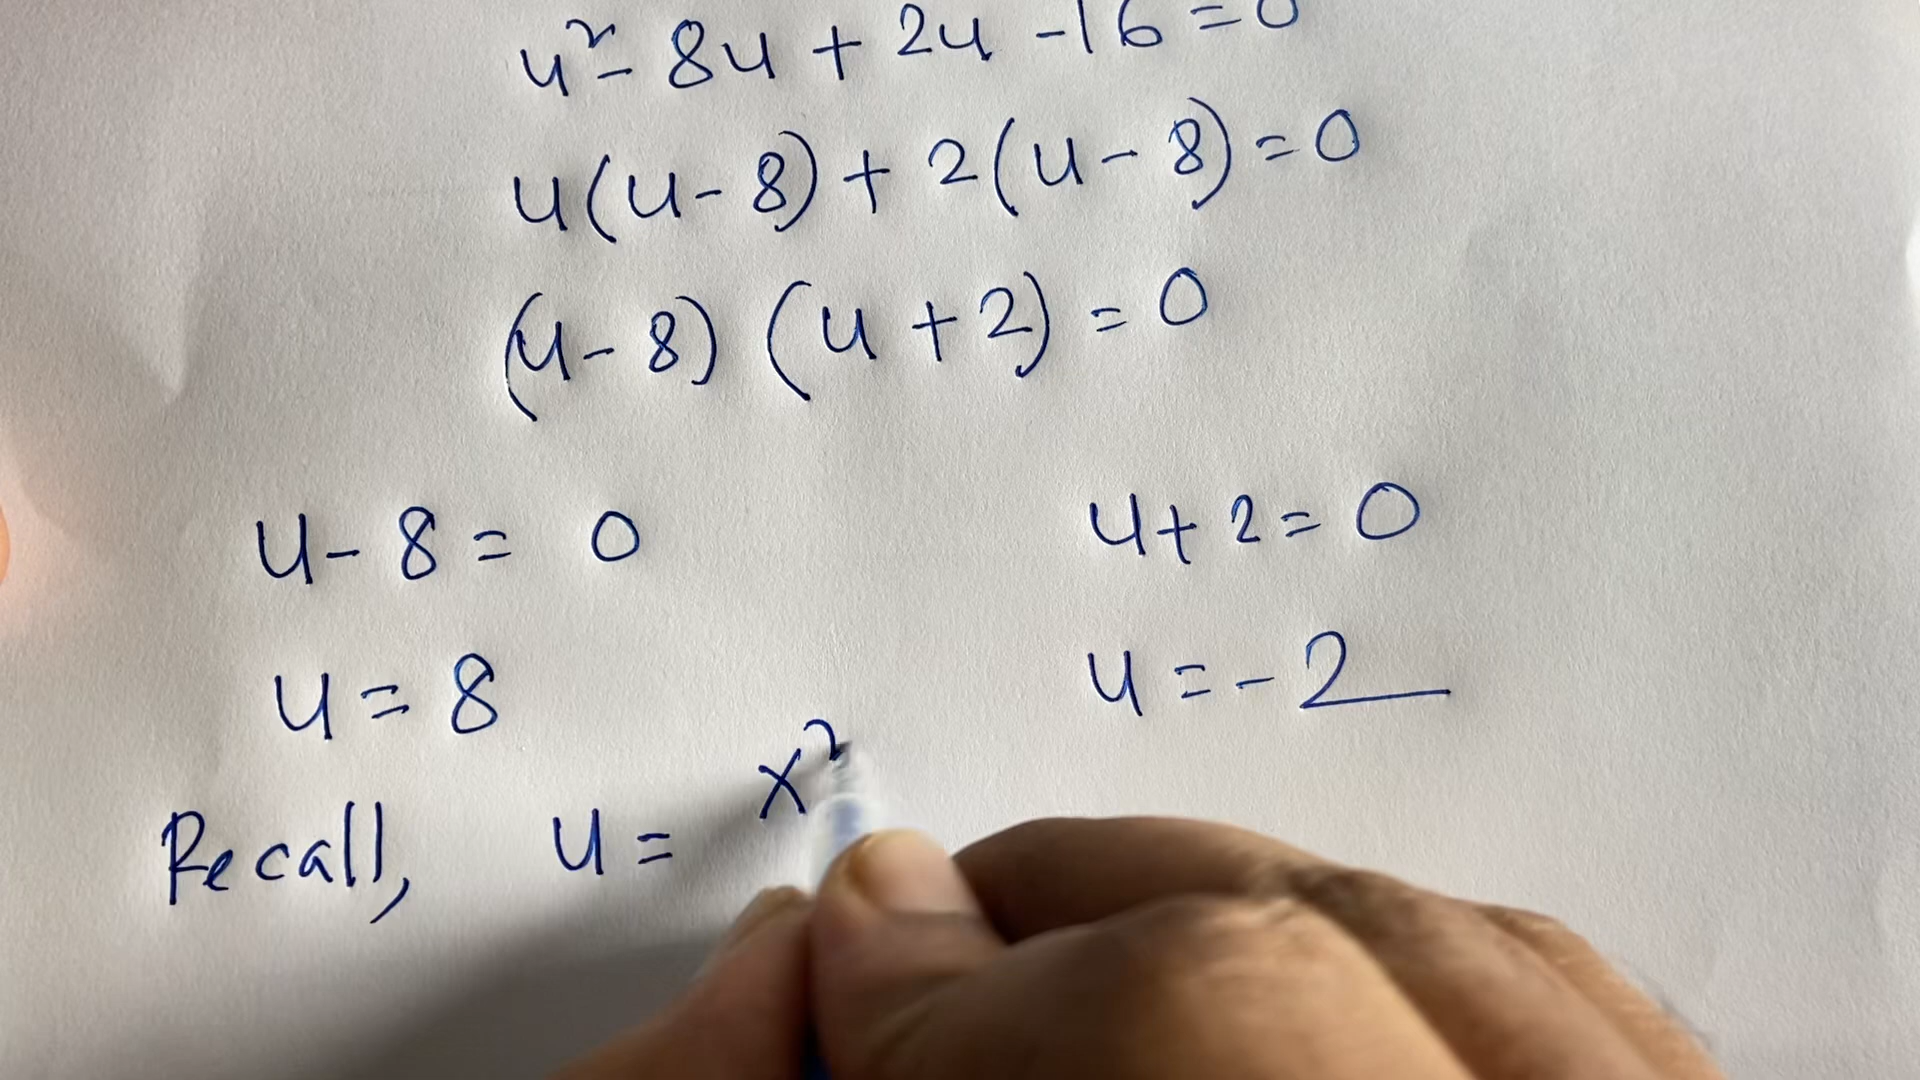 u² - 8u + 2u - 16 = 0
u(u - 8) + 2(u - 8) = 0
(u - 8) (u + 2) = 0
u - 8 = 0
u + 2 = 0
u = 8
u = - 2
Recall, u = x²